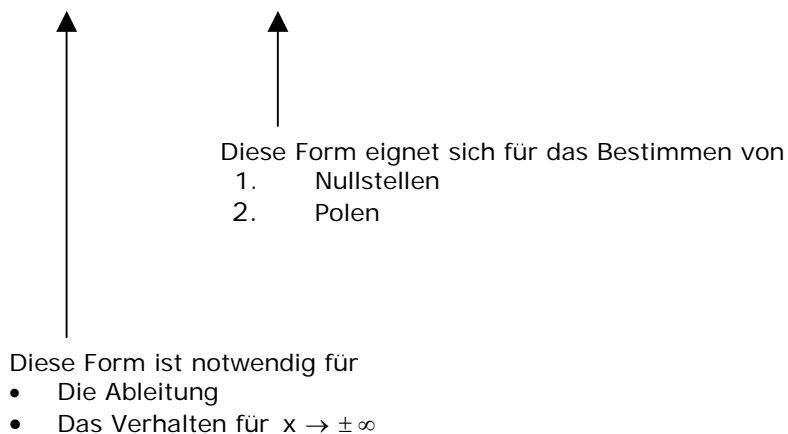 Diese Form eignet sich für das Bestimmen von
1. Nullstellen
2. Polen
Diese Form ist notwendig für
• Die Ableitung
• Das Verhalten für x → ± ∞